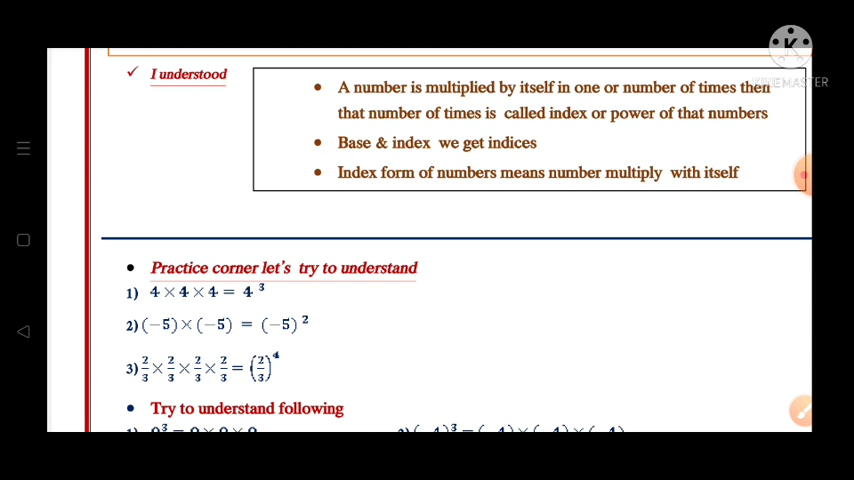 KINEMASTER
✓ I understood
• A number is multiplied by itself in one or number of times then
that number of times is called index or power of that numbers
• Base & index we get indices
• Index form of numbers means number multiply with itself
• Practice corner let's try to understand
1) 4 × 4 × 4 = 4³
2) (−5) × (−5) = (−5)²
3) 2/3 × 2/3 × 2/3 × 2/3 = (2/3)⁴
• Try to understand following